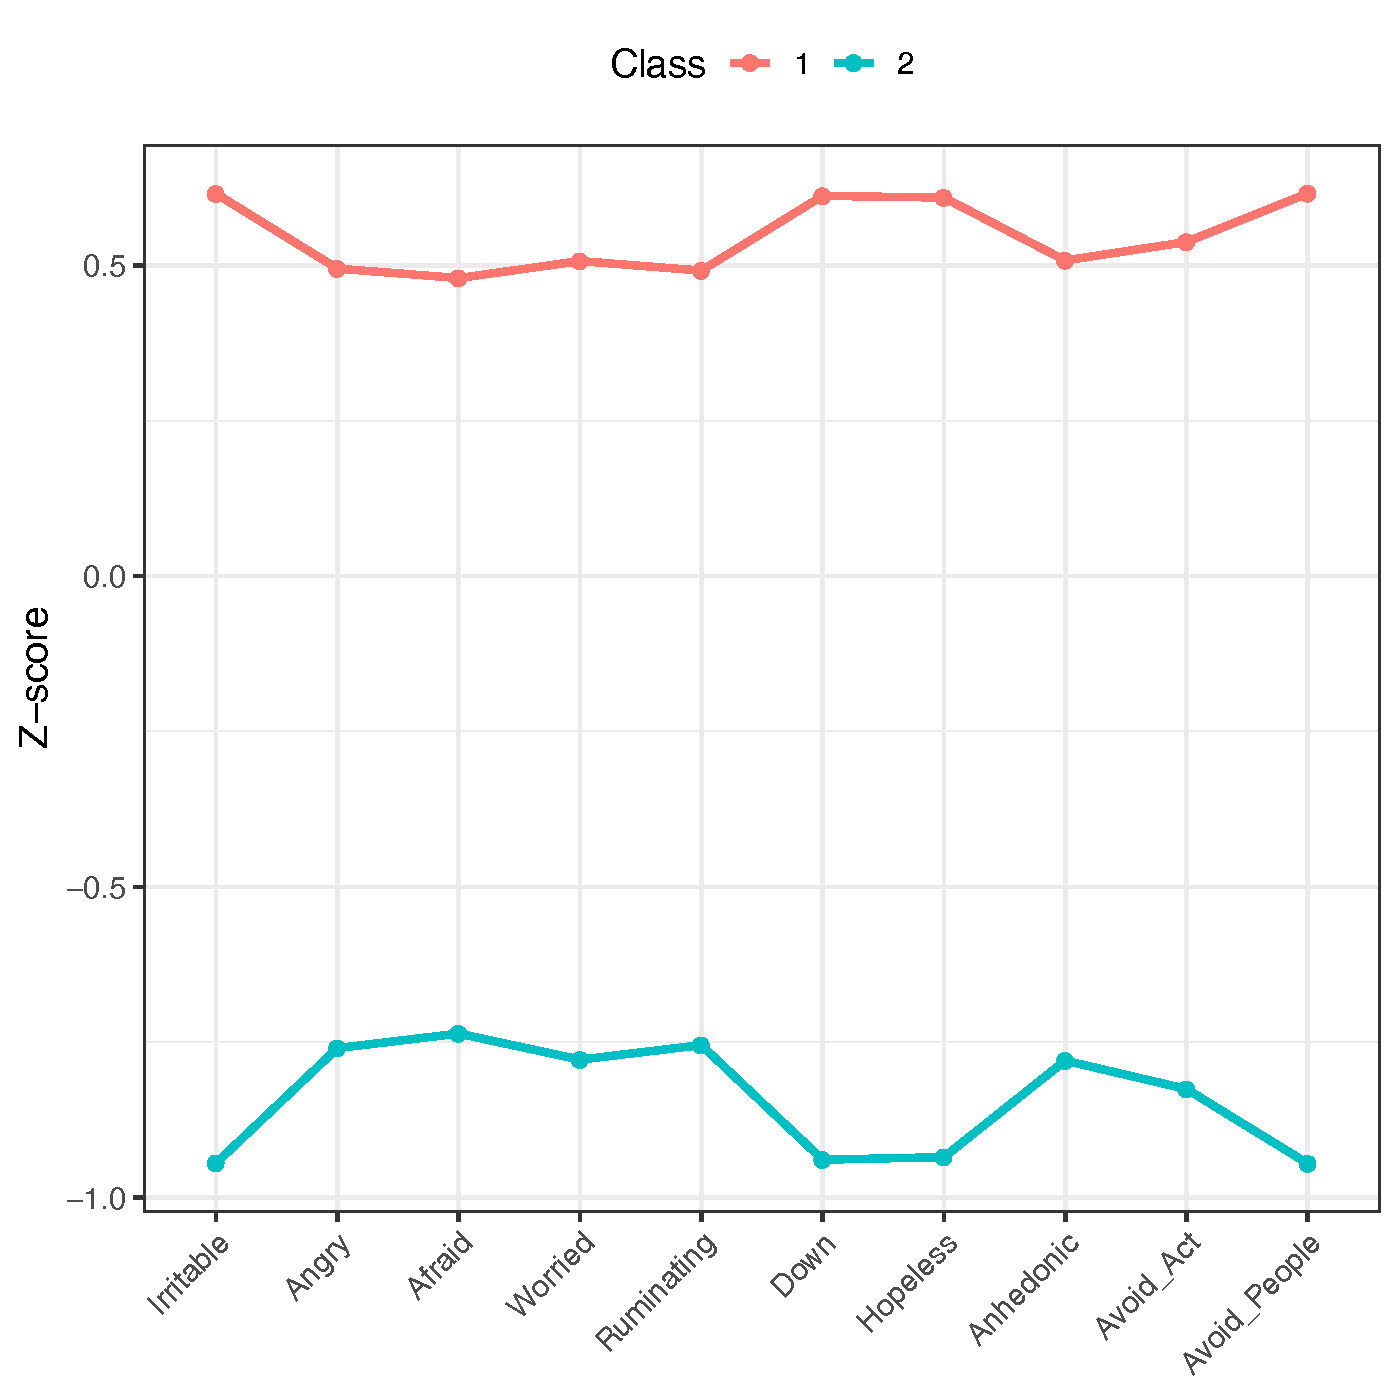 Class 1 2
Z−score
0.5
0.0
−0.5
−1.0
Irritable
Angry
Afraid
Worried
Ruminating
Down
Hopeless
Anhedonic
Avoid_Act
Avoid_People